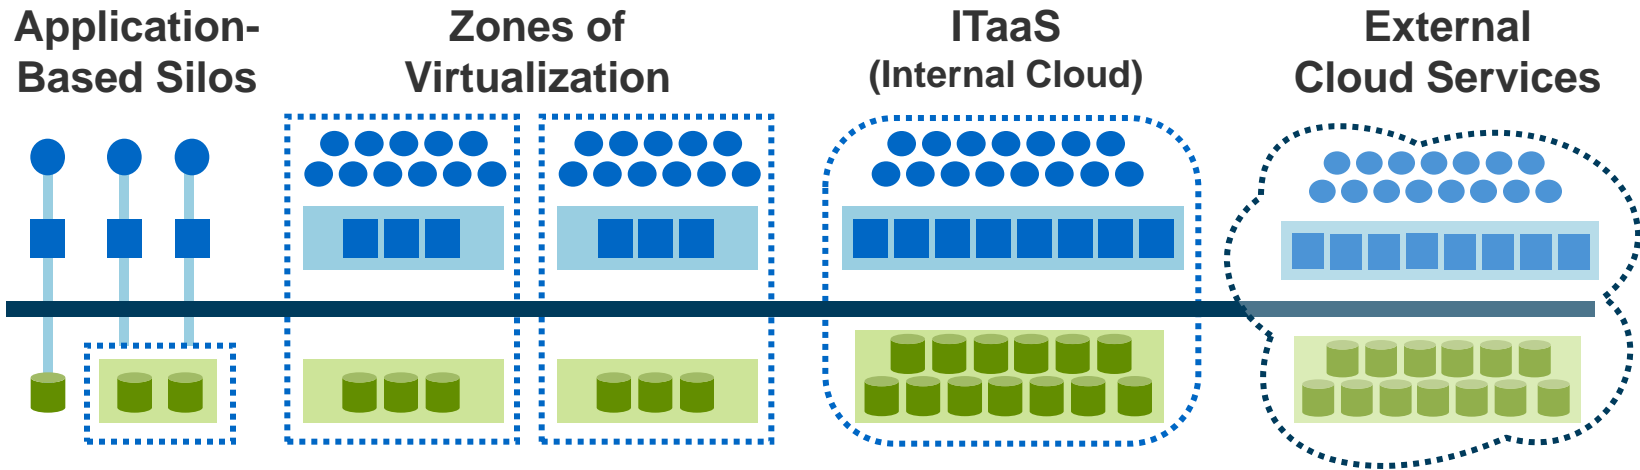 Application-
Based Silos
Zones of
Virtualization
ITaaS
(Internal Cloud)
External
Cloud Services